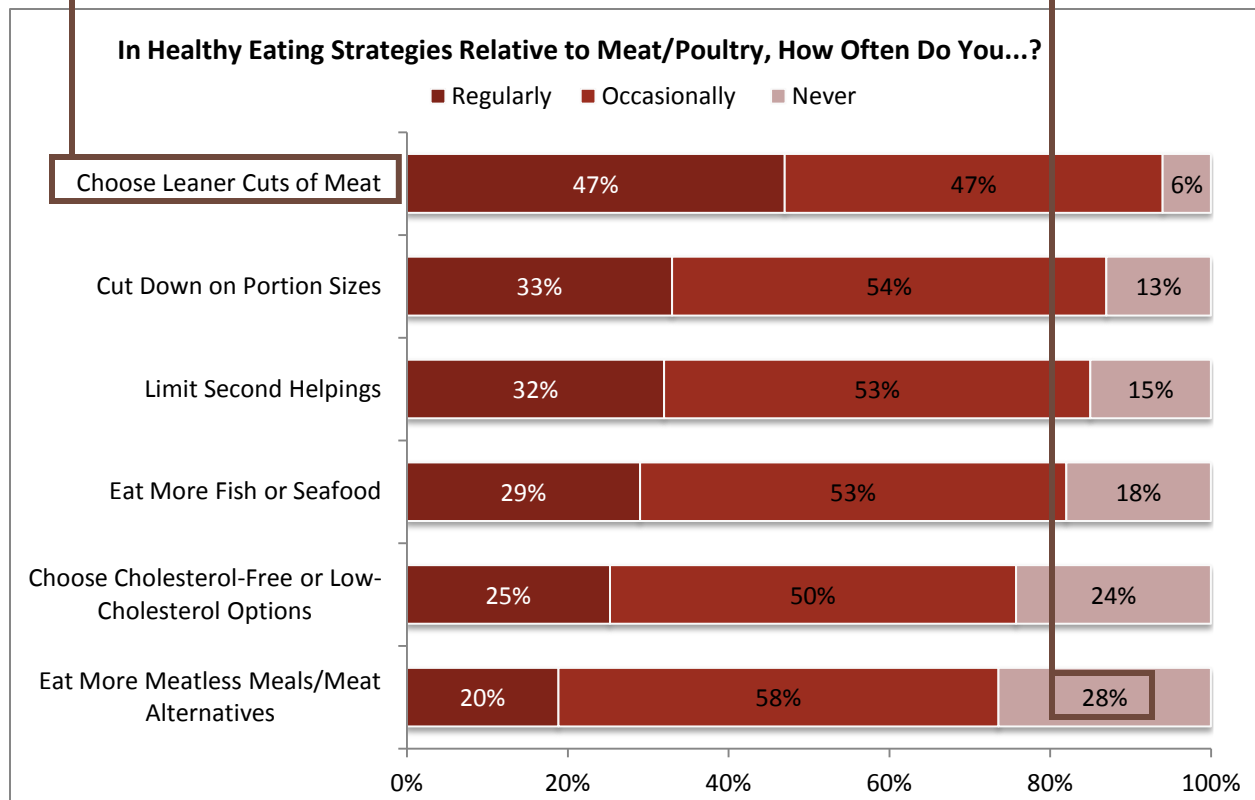 In Healthy Eating Strategies Relative to Meat/Poultry, How Often Do You...?
Regularly Occasionally Never
Choose Leaner Cuts of Meat 47% 47% 6%
Cut Down on Portion Sizes 33% 54% 13%
Limit Second Helpings 32% 53% 15%
Eat More Fish or Seafood 29% 53% 18%
Choose Cholesterol-Free or Low-
Cholesterol Options 25% 50% 24%
Eat More Meatless Meals/Meat
Alternatives 20% 58% 28%
0% 20% 40% 60% 80% 100%